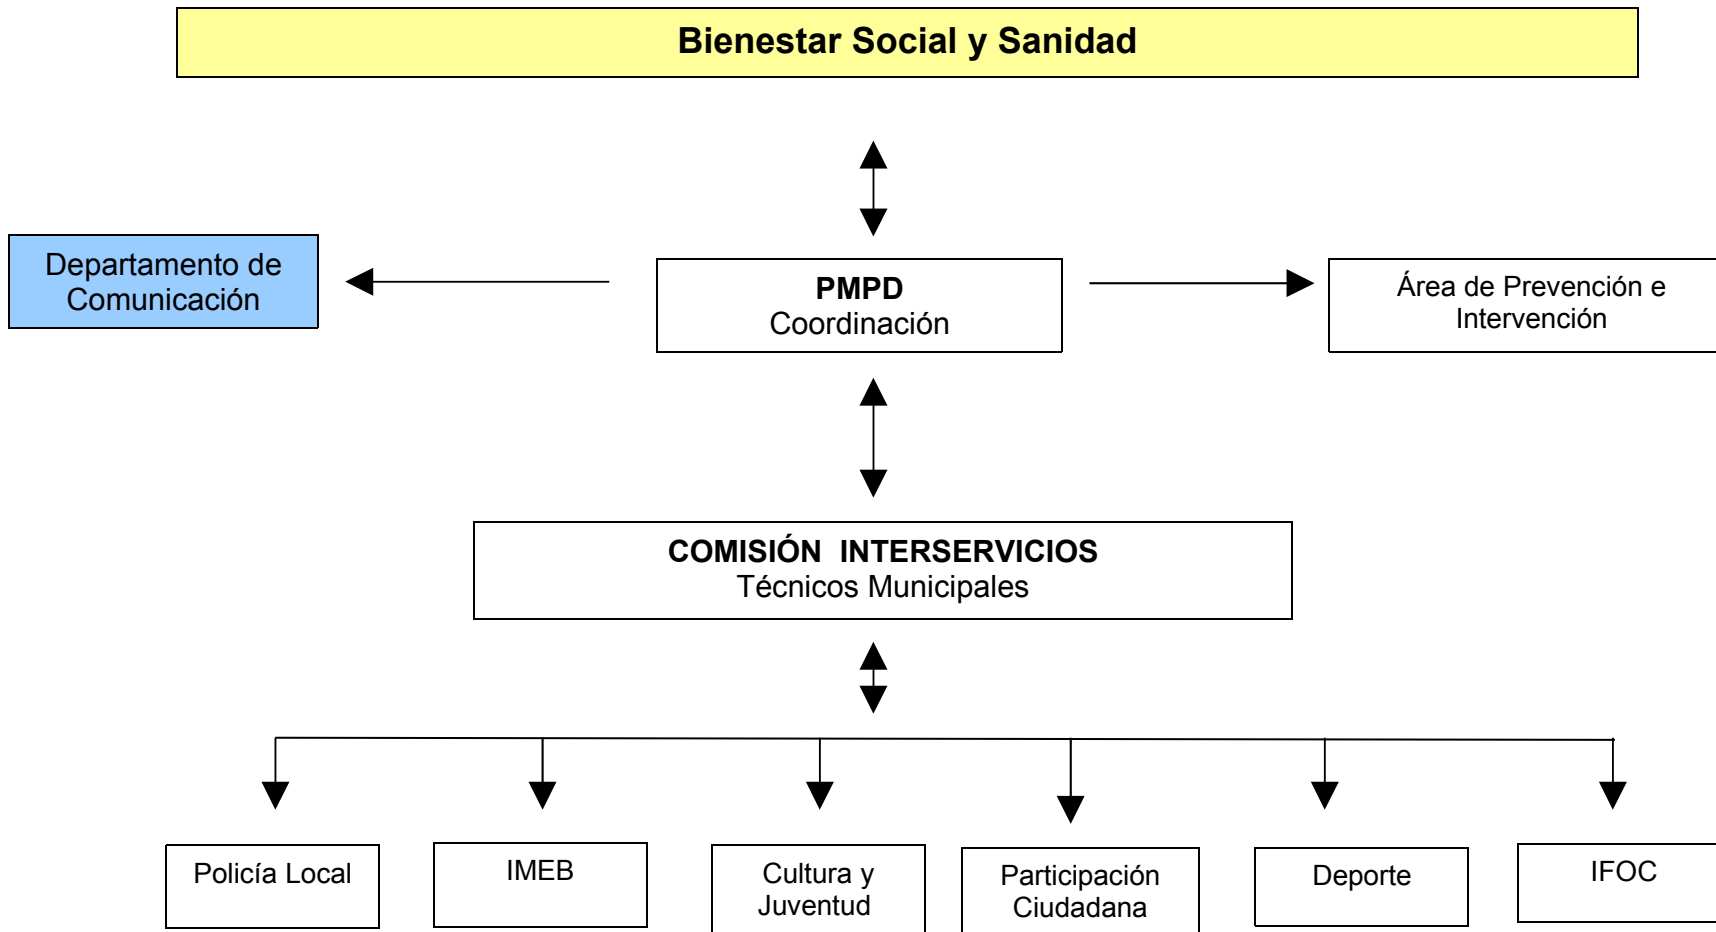 Bienestar Social y Sanidad
Departamento de
Comunicación
PMPD
Coordinación
Área de Prevención e
Intervención
COMISIÓN  INTERSERVICIOS
Técnicos Municipales
Policía Local
IMEB
Cultura y
Juventud
Participación
Ciudadana
Deporte
IFOC